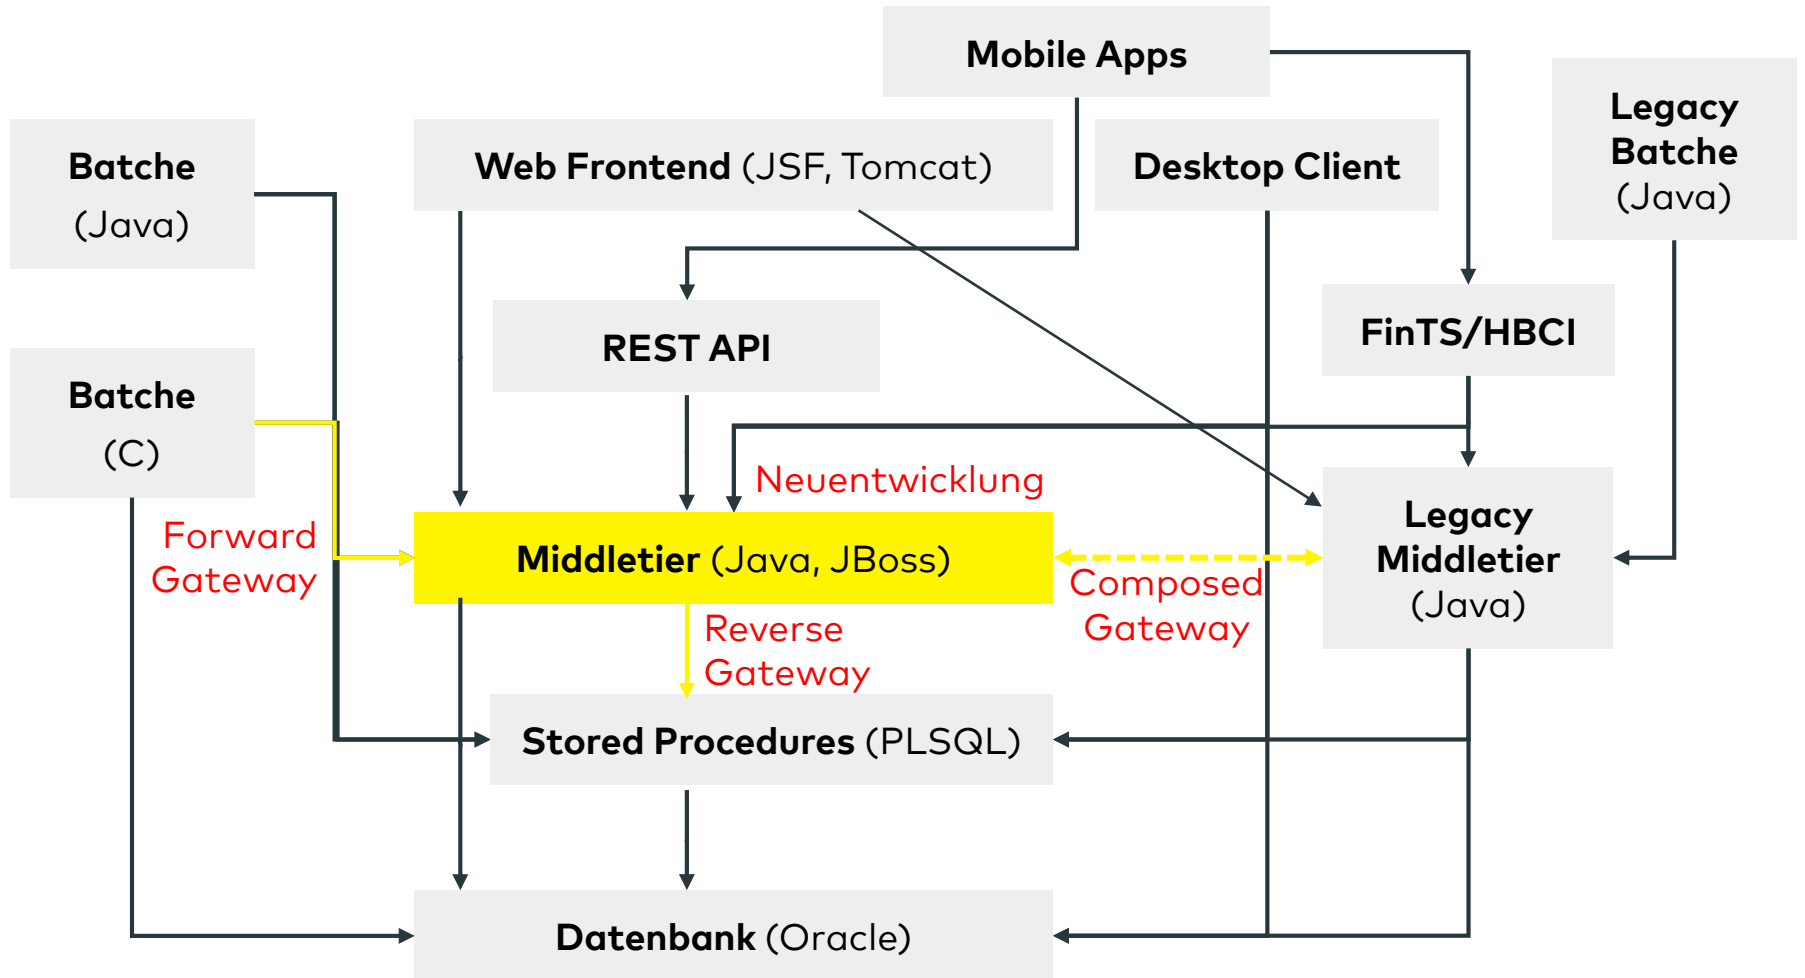 Mobile Apps
Legacy
Batche
(Java)
Batche
(Java)
Web Frontend (JSF, Tomcat)
Desktop Client
REST API
FinTS/HBCI
Batche
(C)
Neuentwicklung
Forward
Gateway
Middletier (Java, JBoss)
Composed
Gateway
Legacy
Middletier
(Java)
Reverse
Gateway
Stored Procedures (PLSQL)
Datenbank (Oracle)